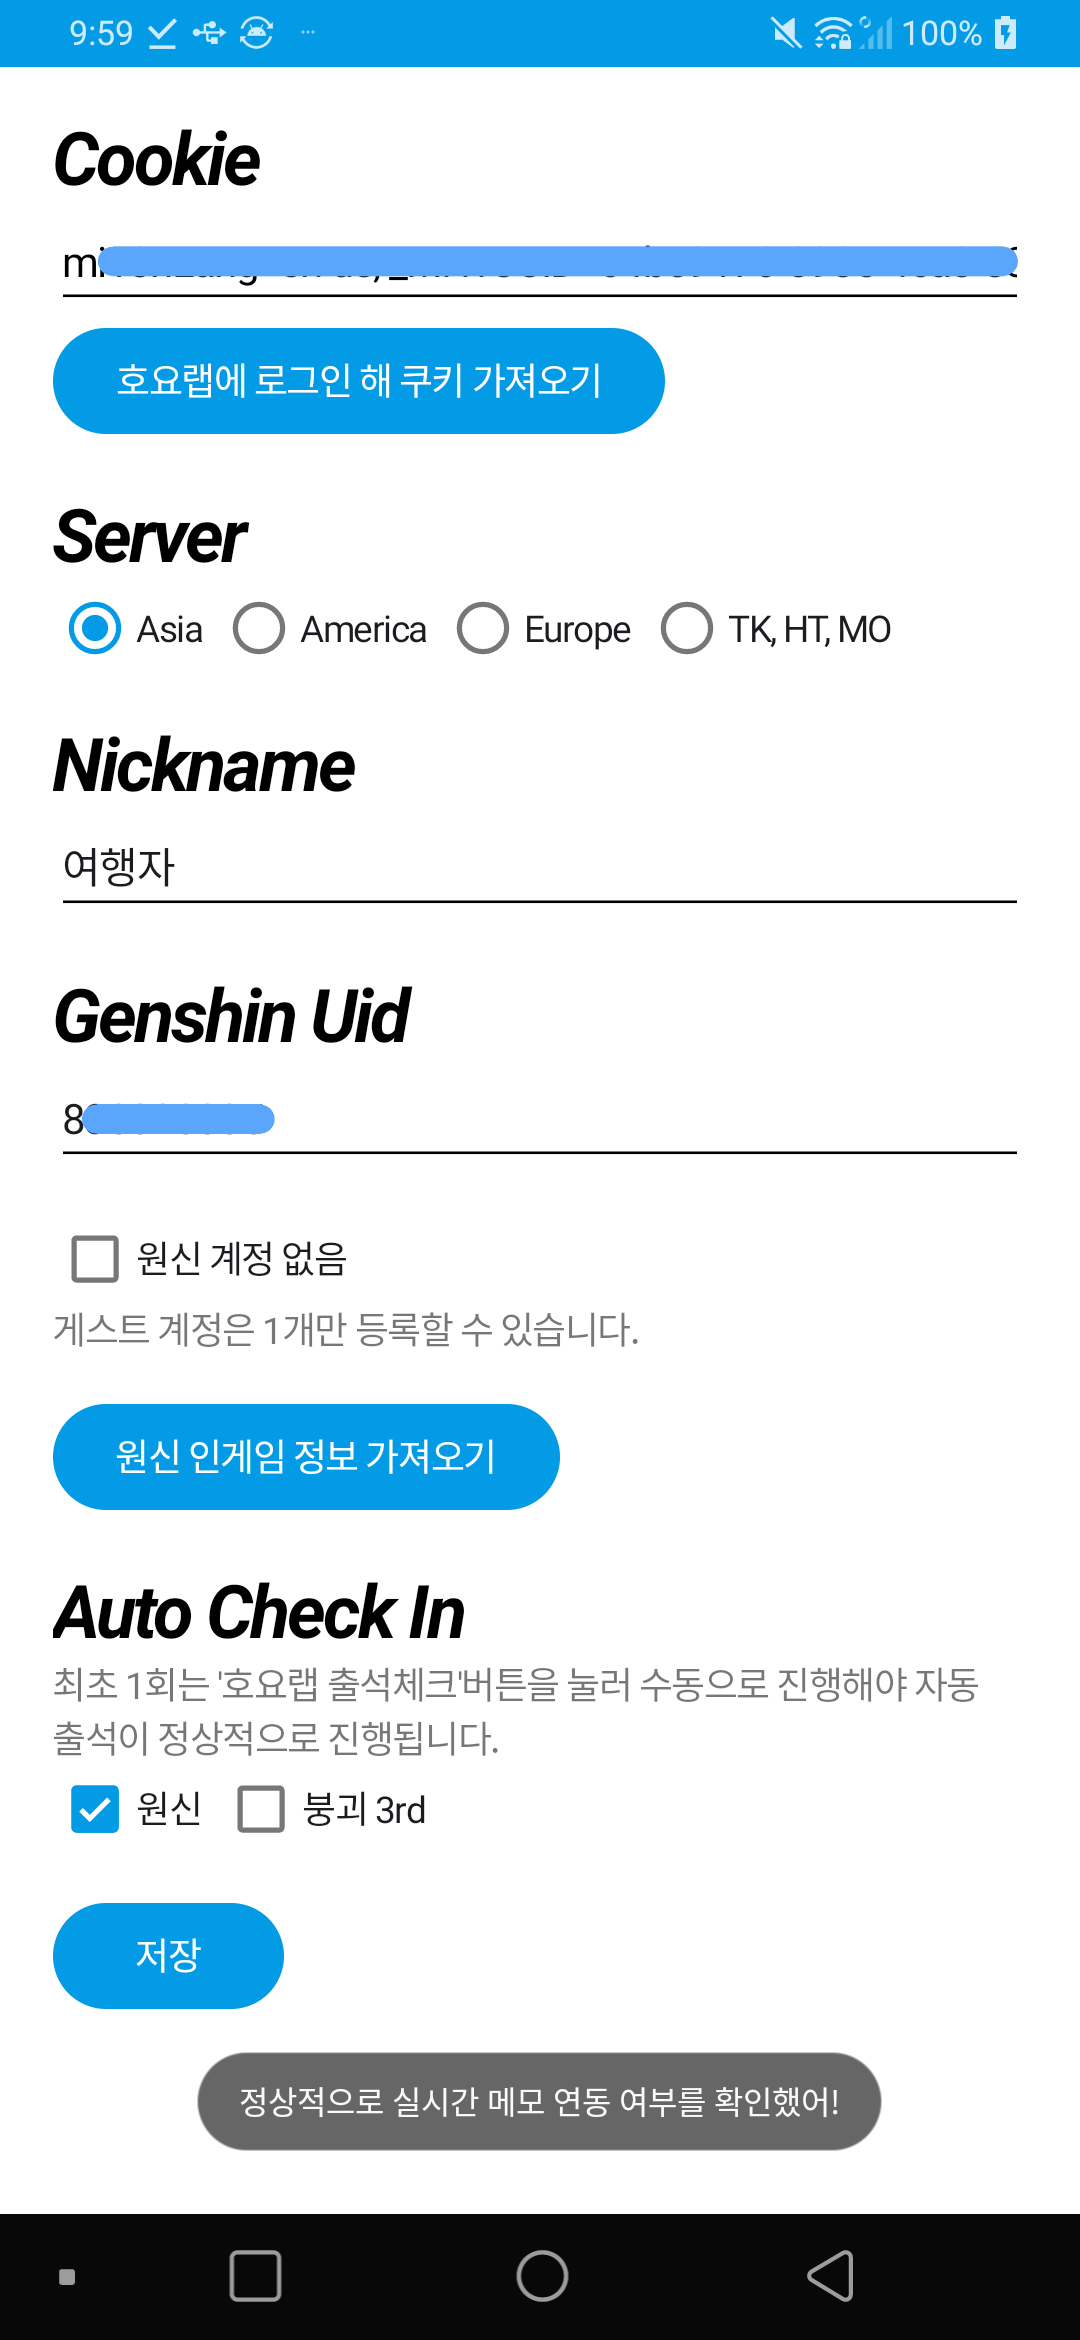 9:59
100%
Cookie
호요랩에 로그인 해 쿠키 가져오기
Server
Asia
America
Europe
TK, HT, MO
Nickname
여행자
Genshin Uid
8
원신 계정 없음
게스트 계정은 1개만 등록할 수 있습니다.
원신 인게임 정보 가져오기
Auto Check In
최초 1회는 '호요랩 출석체크'버튼을 눌러 수동으로 진행해야 자동
출석이 정상적으로 진행됩니다.
원신
붕괴 3rd
저장
정상적으로 실시간 메모 연동 여부를 확인했어!